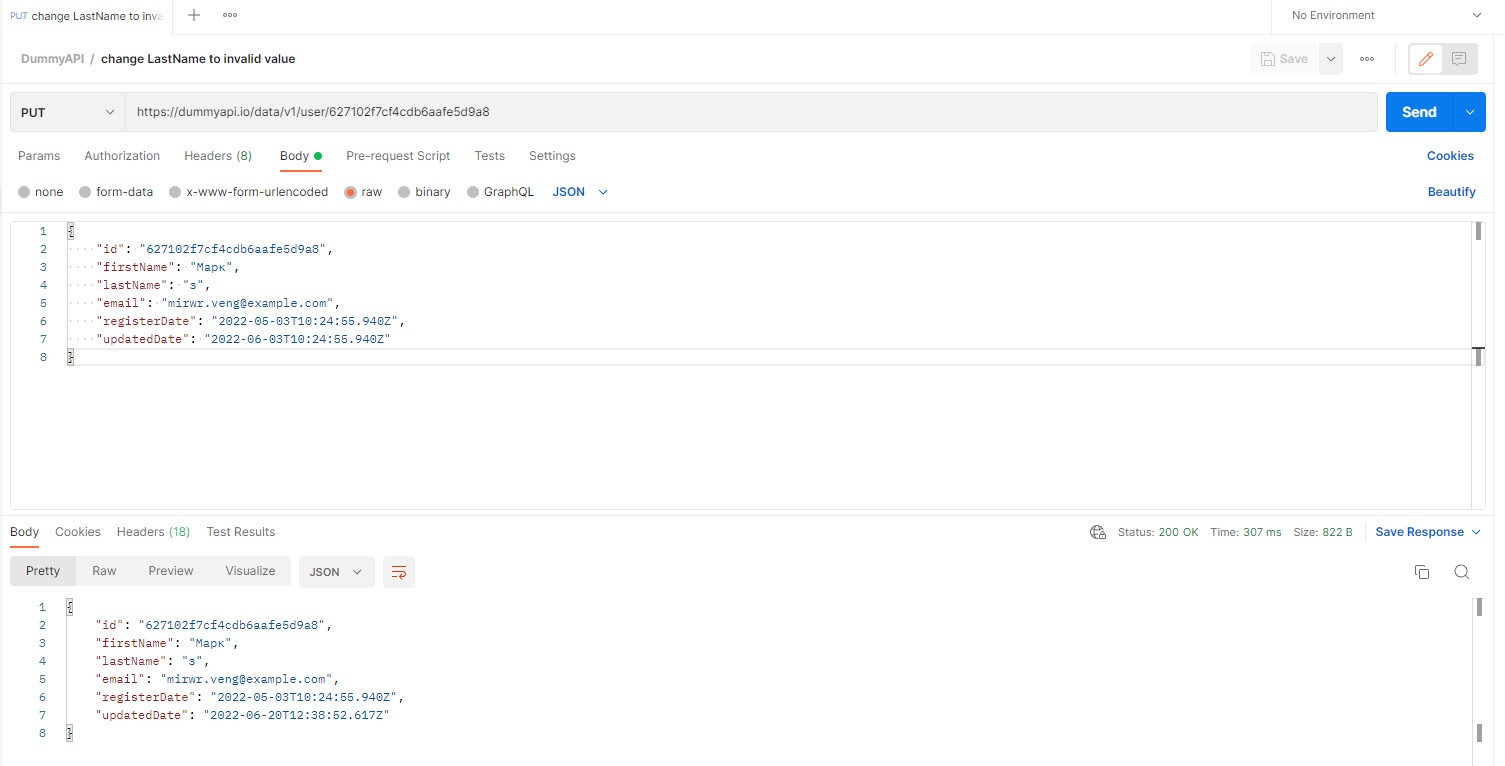 PUT change LastName to inva
No Environment
DummyAPI / change LastName to invalid value
Save
PUT https://dummyapi.io/data/v1/user/627102f7cf4cdb6aafe5d9a8 Send
Params Authorization Headers (8) Body Pre-request Script Tests Settings Cookies
none form-data x-www-form-urlencoded raw binary GraphQL JSON Beautify
1 {
2 "id": "627102f7cf4cdb6aafe5d9a8",
3 "firstName": "Марк",
4 "lastName": "з",
5 "email": "mirwr.veng@example.com",
6 "registerDate": "2022-05-03T10:24:55.940Z",
7 "updatedDate": "2022-06-03T10:24:55.940Z"
8 }
Body Cookies Headers (18) Test Results Status: 200 OK Time: 307 ms Size: 822 B Save Response
Pretty Raw Preview Visualize JSON
1 {
2 "id": "627102f7cf4cdb6aafe5d9a8",
3 "firstName": "Марк",
4 "lastName": "з",
5 "email": "mirwr.veng@example.com",
6 "registerDate": "2022-05-03T10:24:55.940Z",
7 "updatedDate": "2022-06-20T12:38:52.617Z"
8 }